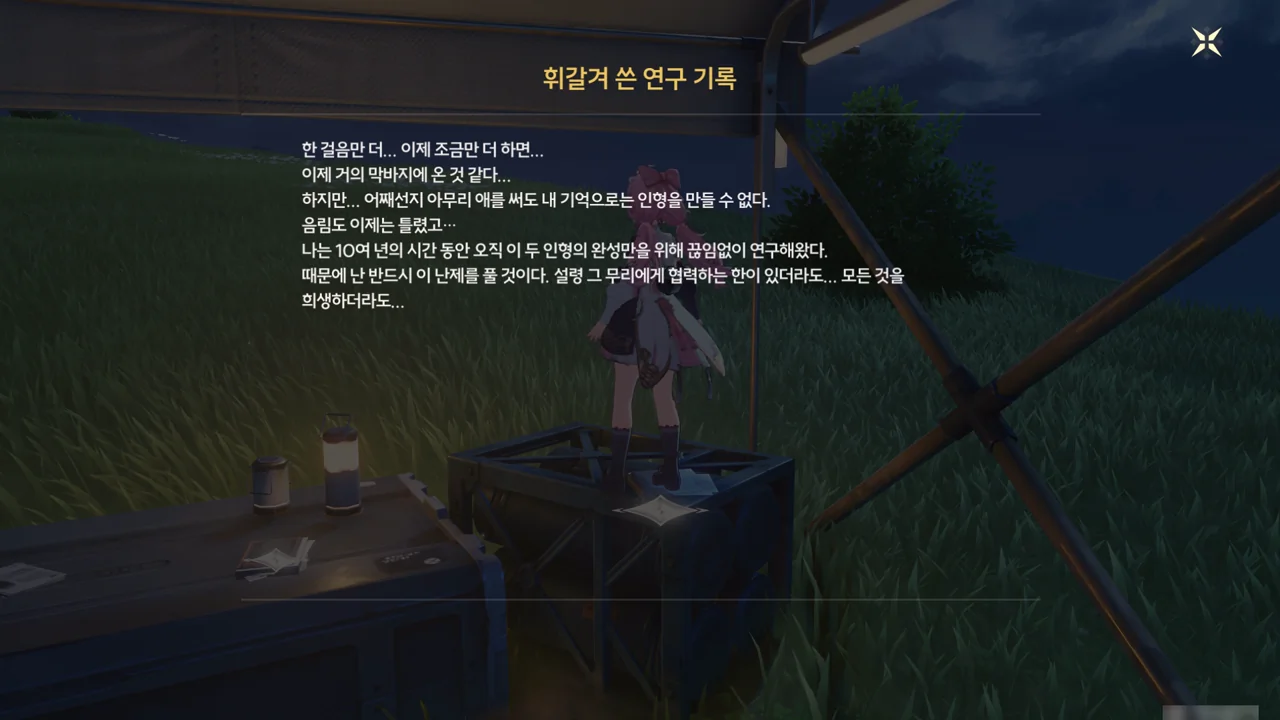 휘갈겨 쓴 연구 기록
한 걸음만 더... 이제 조금만 더 하면...
이제 거의 막바지에 온 것 같다...
하지만... 어째선지 아무리 애를 써도 내 기억으로는 인형을 만들 수 없다.
음림도 이제는 틀렸고…
나는 10여 년의 시간 동안 오직 이 두 인형의 완성만을 위해 끊임없이 연구해왔다.
때문에 난 반드시 이 난제를 풀 것이다. 설령 그 무리에게 협력하는 한이 있더라도... 모든 것을
희생하더라도...